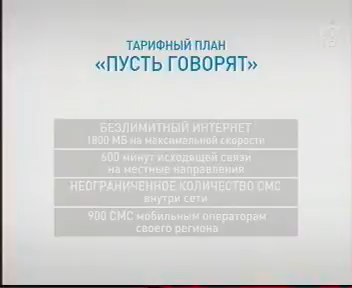 ТАРИФНЫЙ ПЛАН
«ПУСТЬ ГОВОРЯТ»
БЕЗЛИМИТНЫЙ ИНТЕРНЕТ
1800 МБ на максимальной скорости
600 минут исходящей связи
на местные направления
НЕОГРАНИЧЕННОЕ КОЛИЧЕСТВО СМС
внутри сети
900 СМС мобильным операторам
своего региона